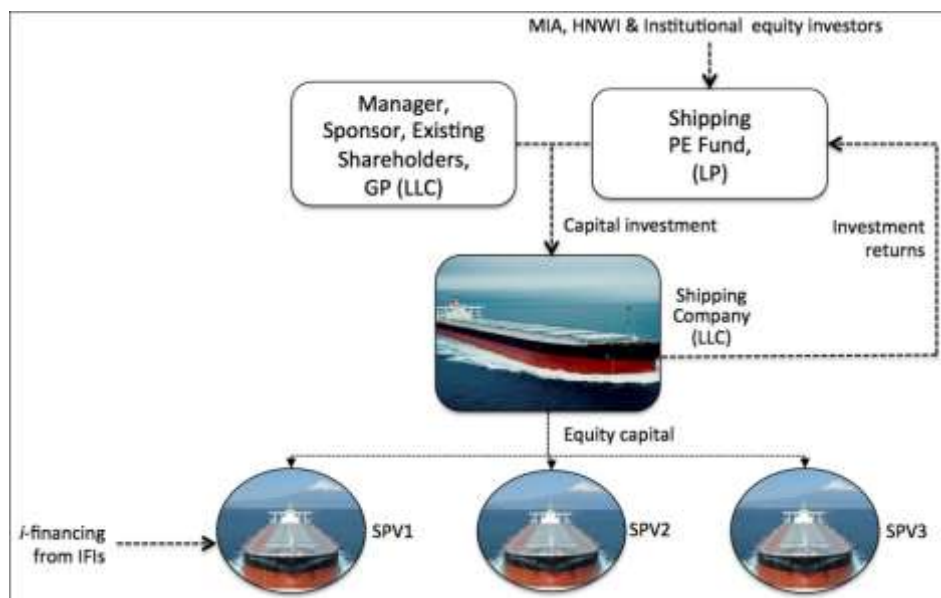 MIA, HNWI & Institutional equity investors
Manager,
Sponsor, Existing
Shareholders,
GP (LLC)
Shipping
PE Fund,
(LP)
Capital investment
Investment
returns
Shipping
Company
(LLC)
Equity capital
i-financing
from IFIs
SPV1
SPV2
SPV3